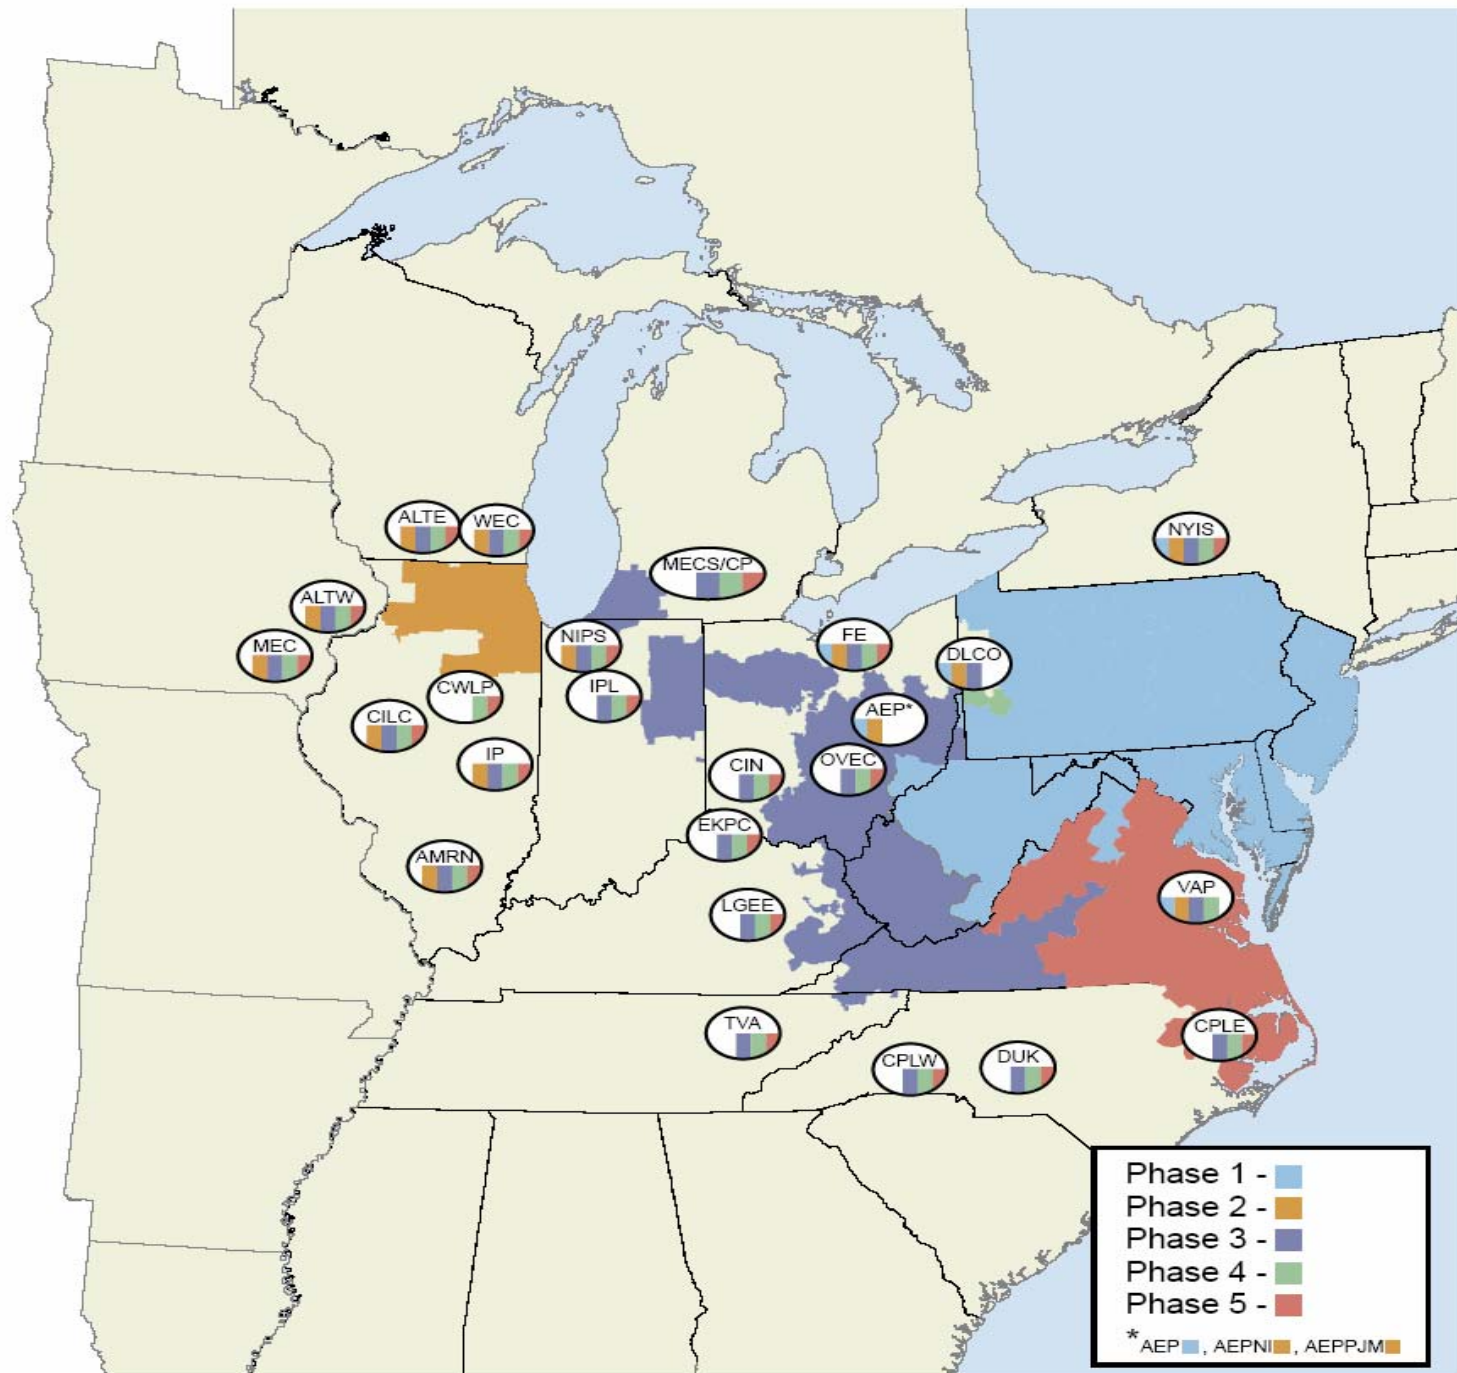 ALTE
WEC
NYIS
MECS/CP
ALTW
NIPS
FE
MEC
DLCO
CWLP
IPL
CILC
AEP*
IP
CIN
OVEC
EKPC
AMRN
LGEE
VAP
TVA
CPLE
CPLW
DUK
Phase 1 -
Phase 2 -
Phase 3 -
Phase 4 -
Phase 5 -
*AEP , AEPNI , AEPPJM